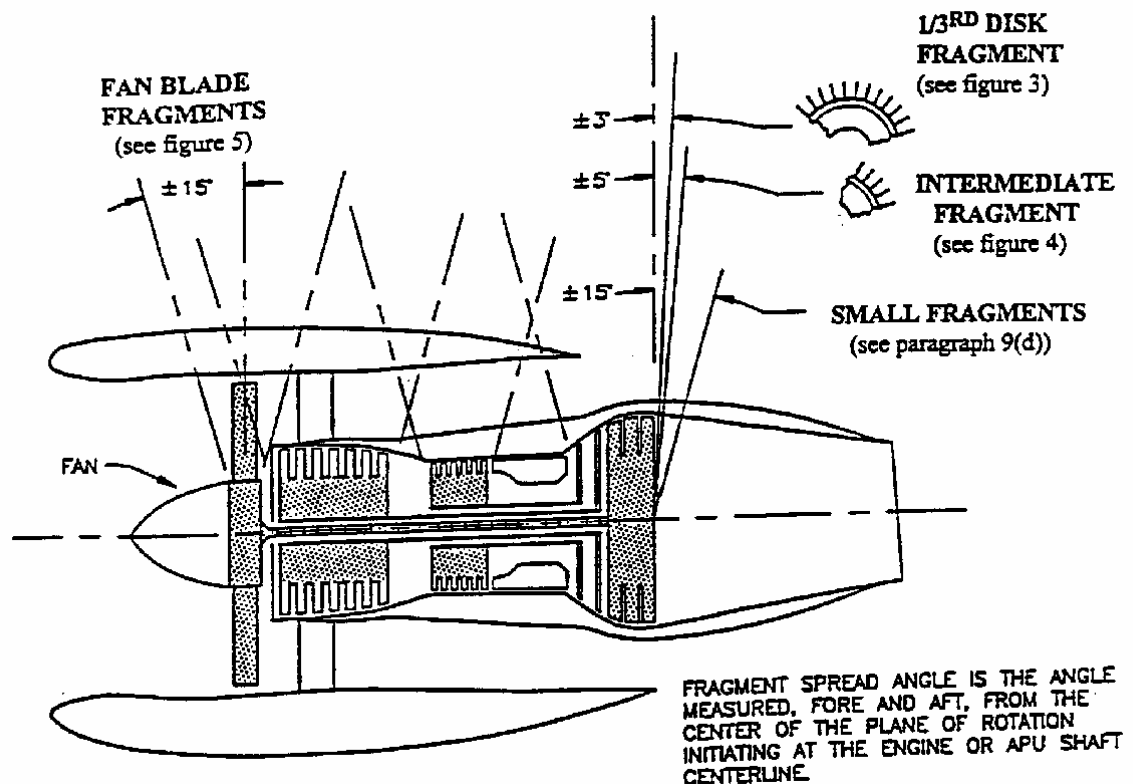 FAN BLADE
FRAGMENTS
(see figure 5)
±15°
1/3RD DISK
FRAGMENT
(see figure 3)
±3°
±5°
INTERMEDIATE
FRAGMENT
(see figure 4)
±15°
SMALL FRAGMENTS
(see paragraph 9(d))
FAN
FRAGMENT SPREAD ANGLE IS THE ANGLE
MEASURED, FORE AND AFT, FROM THE
CENTER OF THE PLANE OF ROTATION
INITIATING AT THE ENGINE OR APU SHAFT
CENTERLINE